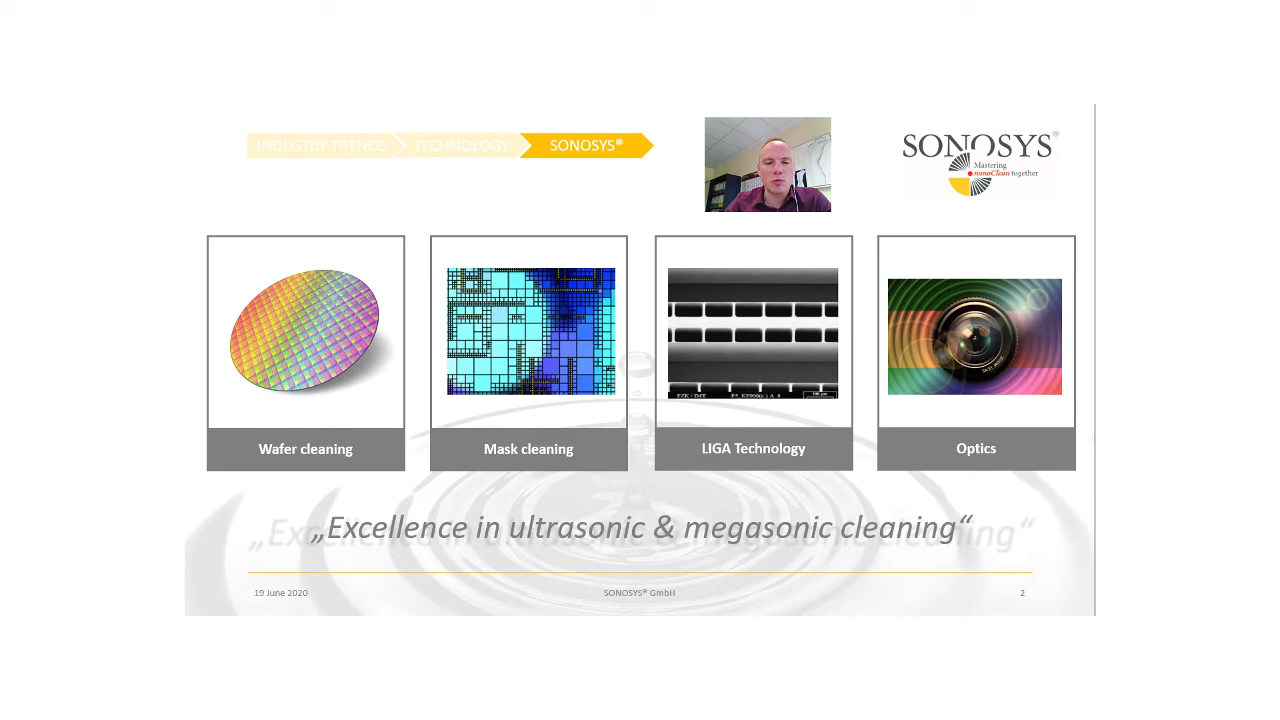 INDUSTRY TRENDS
TECHNOLOGY
SONOSYS®
SONOSYS®
Mastering
nanoClean together
Wafer cleaning
Mask cleaning
LIGA Technology
Optics
„Excellence in ultrasonic & megasonic cleaning“
19 June 2020
SONOSYS® GmbH
2